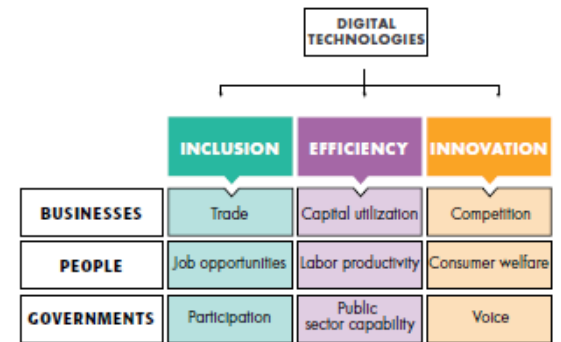 DIGITAL
TECHNOLOGIES
INCLUSION EFFICIENCY INNOVATION
BUSINESSES Trade Capital utilization Competition
PEOPLE Job opportunities Labor productivity Consumer welfare
GOVERNMENTS Participation Public sector capability Voice